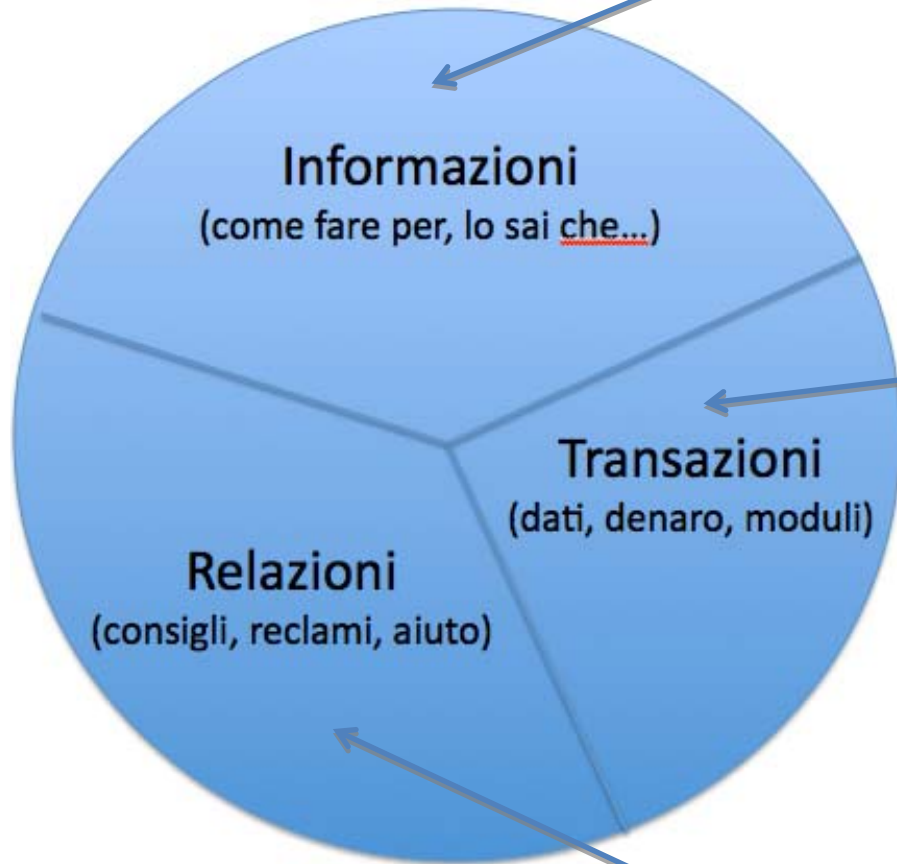 Informazioni
(come fare per, lo sai che...)
Transazioni
(dati, denaro, moduli)
Relazioni
(consigli, reclami, aiuto)